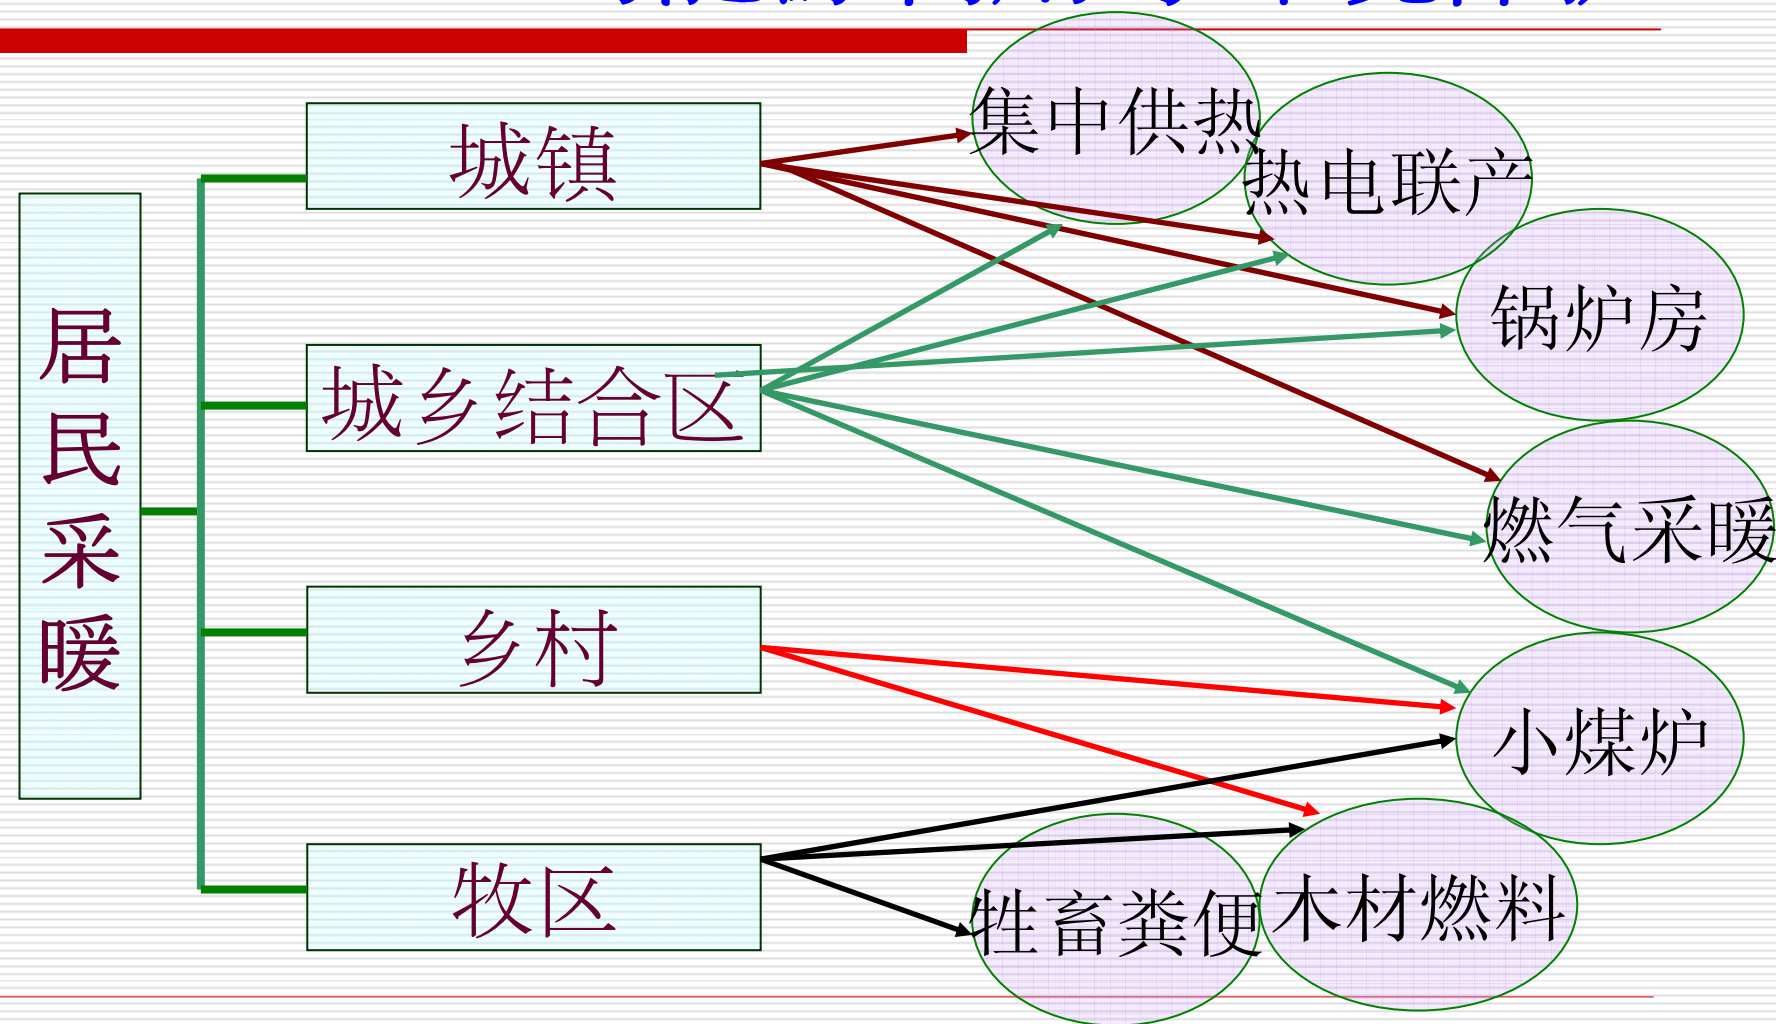 居民采暖
城镇
城乡结合区
乡村
牧区
集中供热
热电联产
锅炉房
燃气采暖
小煤炉
木材燃料
牲畜粪便